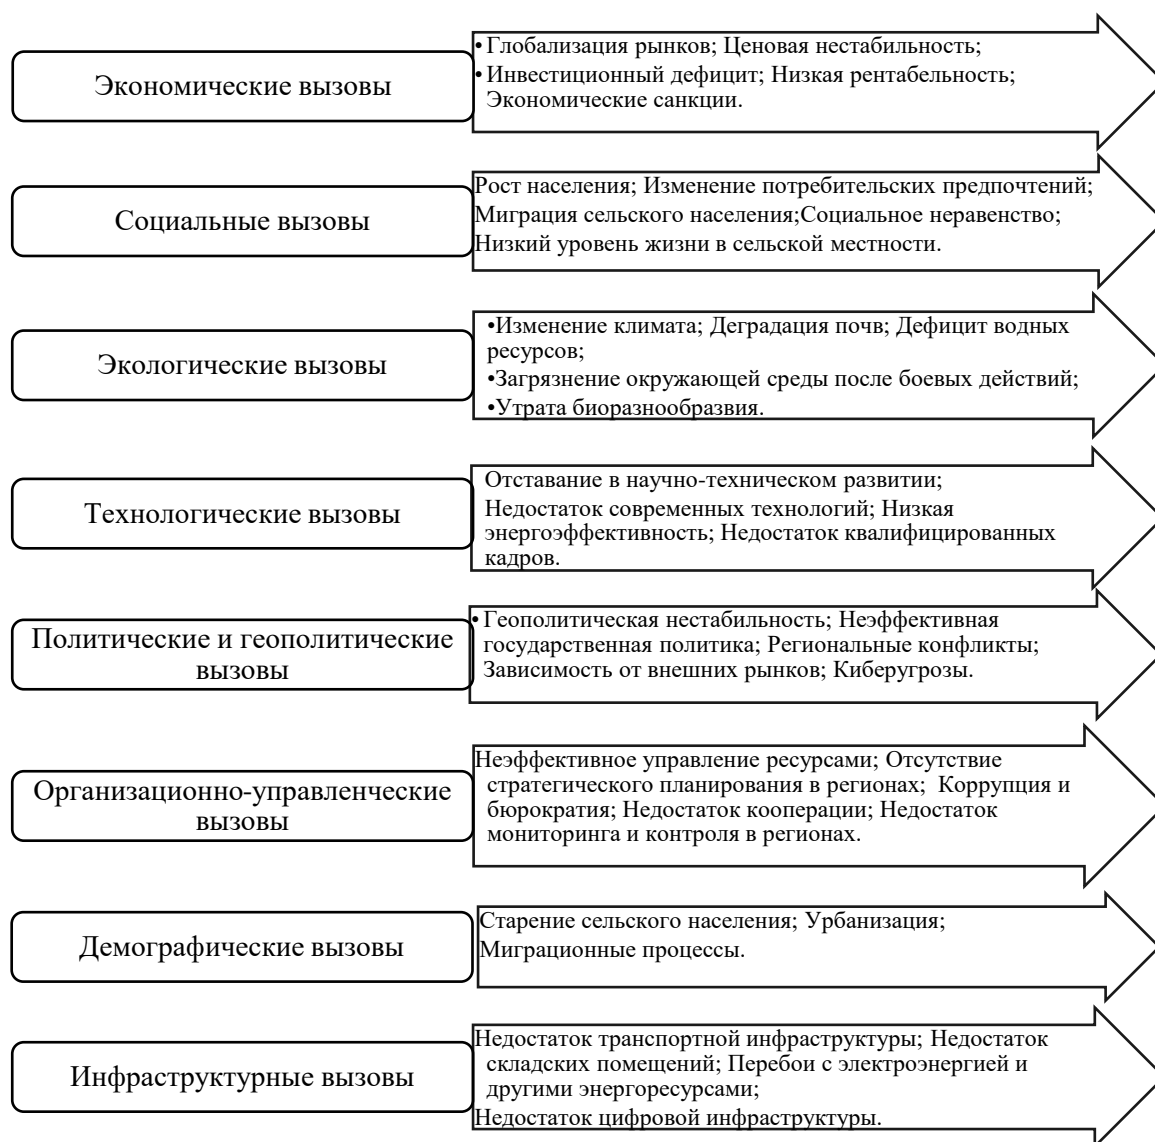 Экономические вызовы
• Глобализация рынков; Ценовая нестабильность;
• Инвестиционный дефицит; Низкая рентабельность;
Экономические санкции.
Социальные вызовы
Рост населения; Изменение потребительских предпочтений;
Миграция сельского населения;Социальное неравенство;
Низкий уровень жизни в сельской местности.
Экологические вызовы
•Изменение климата; Деградация почв; Дефицит водных
ресурсов;
•Загрязнение окружающей среды после боевых действий;
•Утрата биоразнообразвия.
Технологические вызовы
Отставание в научно-техническом развитии;
Недостаток современных технологий; Низкая
энергоэффективность; Недостаток квалифицированных
кадров.
Политические и геополитические
вызовы
• Геополитическая нестабильность; Неэффективная
государственная политика; Региональные конфликты;
Зависимость от внешних рынков; Киберугрозы.
Организационно-управленческие
вызовы
Неэффективное управление ресурсами; Отсутствие
стратегического планирования в регионах;  Коррупция и
бюрократия; Недостаток кооперации; Недостаток
мониторинга и контроля в регионах.
Демографические вызовы
Старение сельского населения; Урбанизация;
Миграционные процессы.
Инфраструктурные вызовы
Недостаток транспортной инфраструктуры; Недостаток
складских помещений; Перебои с электроэнергией и
другими энергоресурсами;
Недостаток цифровой инфраструктуры.